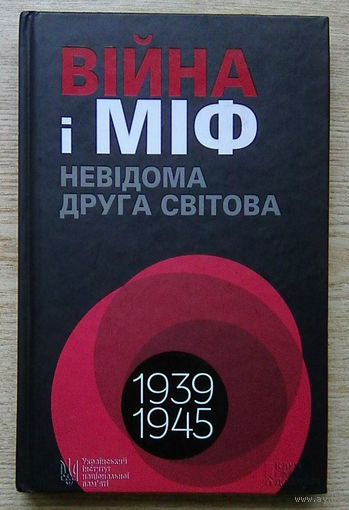 ВІЙНА
і МІФ
НЕВІДОМА
ДРУГА СВІТОВА
1939
1945
Український
інститут
національної
пам'яті